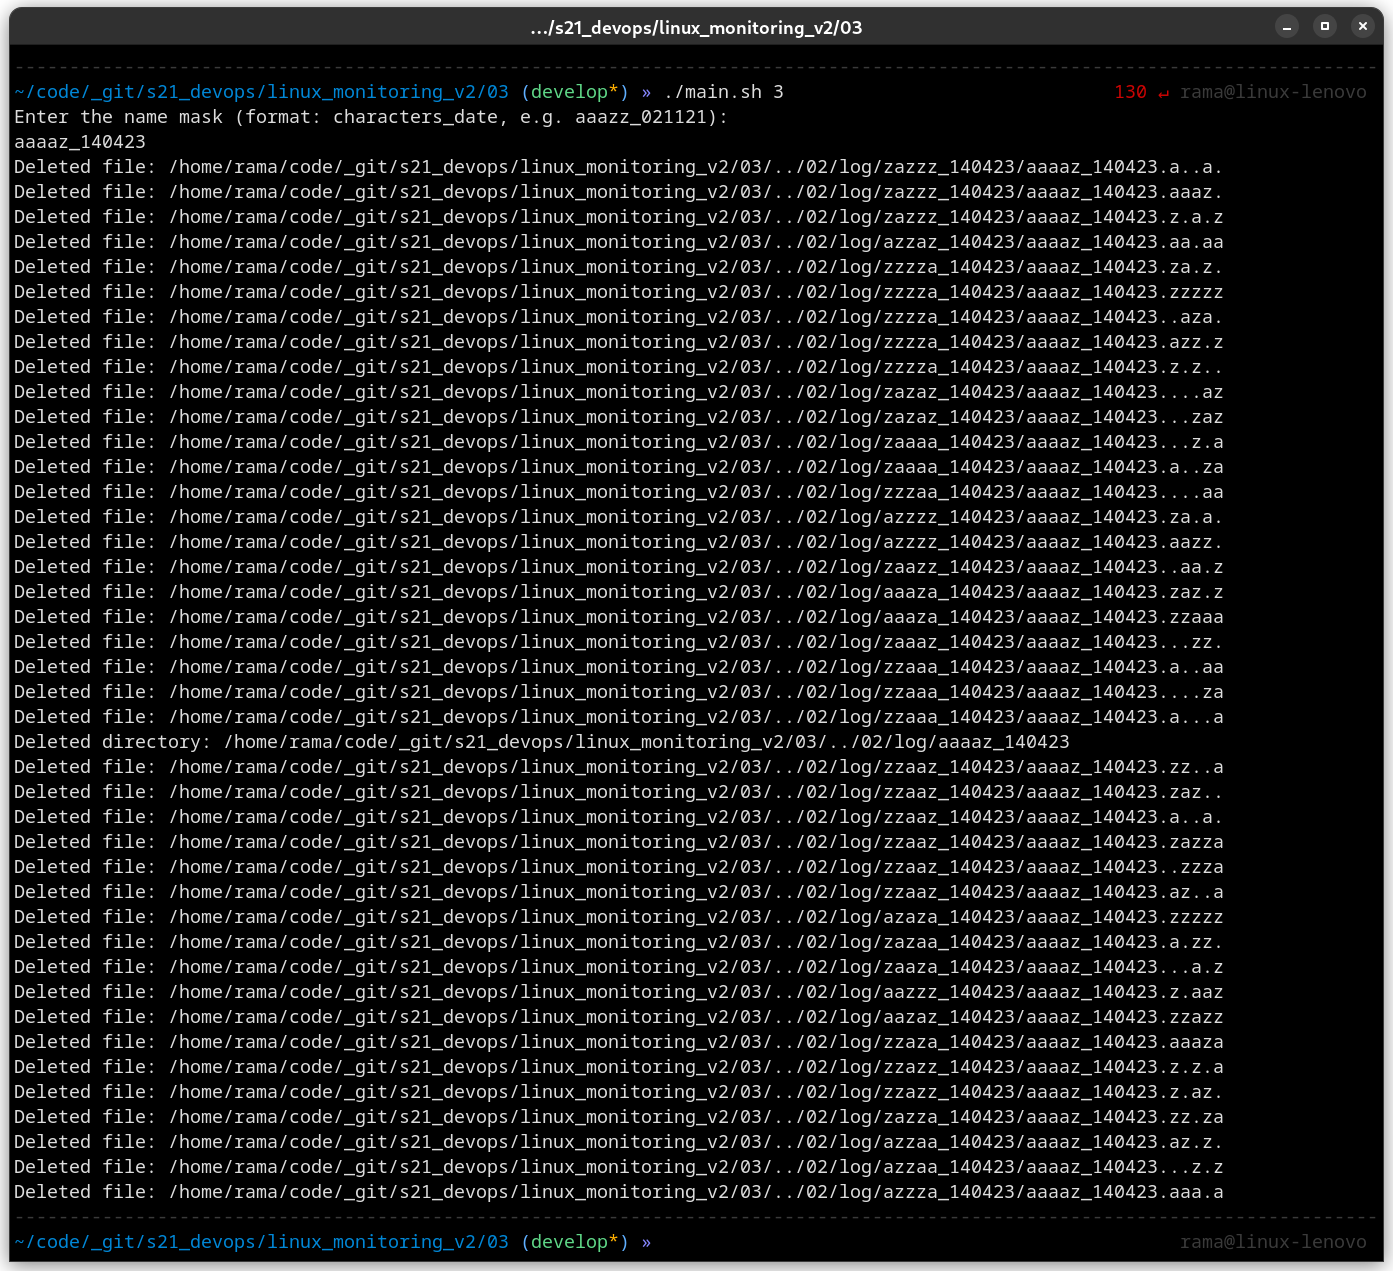 .../s21_devops/linux_monitoring_v2/03
~/code/_git/s21_devops/linux_monitoring_v2/03 (develop*) » ./main.sh 3 130 ↵ rama@linux-lenovo
Enter the name mask (format: characters_date, e.g. aaazz_021121):
aaaaz_140423
Deleted file: /home/rama/code/_git/s21_devops/linux_monitoring_v2/03/../02/log/zazzz_140423/aaaaz_140423.a..a.
Deleted file: /home/rama/code/_git/s21_devops/linux_monitoring_v2/03/../02/log/zazzz_140423/aaaaz_140423.aaaz.
Deleted file: /home/rama/code/_git/s21_devops/linux_monitoring_v2/03/../02/log/zazzz_140423/aaaaz_140423.z.a.z
Deleted file: /home/rama/code/_git/s21_devops/linux_monitoring_v2/03/../02/log/azzaz_140423/aaaaz_140423.aa.aa
Deleted file: /home/rama/code/_git/s21_devops/linux_monitoring_v2/03/../02/log/zzzza_140423/aaaaz_140423.za.z.
Deleted file: /home/rama/code/_git/s21_devops/linux_monitoring_v2/03/../02/log/zzzza_140423/aaaaz_140423.zzzzz
Deleted file: /home/rama/code/_git/s21_devops/linux_monitoring_v2/03/../02/log/zzzza_140423/aaaaz_140423..aza.
Deleted file: /home/rama/code/_git/s21_devops/linux_monitoring_v2/03/../02/log/zzzza_140423/aaaaz_140423.azz.z
Deleted file: /home/rama/code/_git/s21_devops/linux_monitoring_v2/03/../02/log/zzzza_140423/aaaaz_140423.z.z..
Deleted file: /home/rama/code/_git/s21_devops/linux_monitoring_v2/03/../02/log/zazaz_140423/aaaaz_140423....az
Deleted file: /home/rama/code/_git/s21_devops/linux_monitoring_v2/03/../02/log/zazaz_140423/aaaaz_140423...zaz
Deleted file: /home/rama/code/_git/s21_devops/linux_monitoring_v2/03/../02/log/zaaaa_140423/aaaaz_140423...z.a
Deleted file: /home/rama/code/_git/s21_devops/linux_monitoring_v2/03/../02/log/zaaaa_140423/aaaaz_140423.a..za
Deleted file: /home/rama/code/_git/s21_devops/linux_monitoring_v2/03/../02/log/zzzaa_140423/aaaaz_140423....aa
Deleted file: /home/rama/code/_git/s21_devops/linux_monitoring_v2/03/../02/log/azzzz_140423/aaaaz_140423.za.a.
Deleted file: /home/rama/code/_git/s21_devops/linux_monitoring_v2/03/../02/log/azzzz_140423/aaaaz_140423.aazz.
Deleted file: /home/rama/code/_git/s21_devops/linux_monitoring_v2/03/../02/log/zaazz_140423/aaaaz_140423..aa.z
Deleted file: /home/rama/code/_git/s21_devops/linux_monitoring_v2/03/../02/log/aaaza_140423/aaaaz_140423.zaz.z
Deleted file: /home/rama/code/_git/s21_devops/linux_monitoring_v2/03/../02/log/aaaza_140423/aaaaz_140423.zzaaa
Deleted file: /home/rama/code/_git/s21_devops/linux_monitoring_v2/03/../02/log/zaaaz_140423/aaaaz_140423...zz.
Deleted file: /home/rama/code/_git/s21_devops/linux_monitoring_v2/03/../02/log/zzaaa_140423/aaaaz_140423.a..aa
Deleted file: /home/rama/code/_git/s21_devops/linux_monitoring_v2/03/../02/log/zzaaa_140423/aaaaz_140423....za
Deleted file: /home/rama/code/_git/s21_devops/linux_monitoring_v2/03/../02/log/zzaaa_140423/aaaaz_140423.a...a
Deleted directory: /home/rama/code/_git/s21_devops/linux_monitoring_v2/03/../02/log/aaaaz_140423
Deleted file: /home/rama/code/_git/s21_devops/linux_monitoring_v2/03/../02/log/zzaaz_140423/aaaaz_140423.zz..a
Deleted file: /home/rama/code/_git/s21_devops/linux_monitoring_v2/03/../02/log/zzaaz_140423/aaaaz_140423.zaz..
Deleted file: /home/rama/code/_git/s21_devops/linux_monitoring_v2/03/../02/log/zzaaz_140423/aaaaz_140423.a..a.
Deleted file: /home/rama/code/_git/s21_devops/linux_monitoring_v2/03/../02/log/zzaaz_140423/aaaaz_140423.zazza
Deleted file: /home/rama/code/_git/s21_devops/linux_monitoring_v2/03/../02/log/zzaaz_140423/aaaaz_140423..zzza
Deleted file: /home/rama/code/_git/s21_devops/linux_monitoring_v2/03/../02/log/zzaaz_140423/aaaaz_140423.az..a
Deleted file: /home/rama/code/_git/s21_devops/linux_monitoring_v2/03/../02/log/azaza_140423/aaaaz_140423.zzzzz
Deleted file: /home/rama/code/_git/s21_devops/linux_monitoring_v2/03/../02/log/zazaa_140423/aaaaz_140423.a.zz.
Deleted file: /home/rama/code/_git/s21_devops/linux_monitoring_v2/03/../02/log/zaaza_140423/aaaaz_140423...a.z
Deleted file: /home/rama/code/_git/s21_devops/linux_monitoring_v2/03/../02/log/aazzz_140423/aaaaz_140423.z.aaz
Deleted file: /home/rama/code/_git/s21_devops/linux_monitoring_v2/03/../02/log/aazaz_140423/aaaaz_140423.zzazz
Deleted file: /home/rama/code/_git/s21_devops/linux_monitoring_v2/03/../02/log/zzaza_140423/aaaaz_140423.aaaza
Deleted file: /home/rama/code/_git/s21_devops/linux_monitoring_v2/03/../02/log/zzazz_140423/aaaaz_140423.z.z.a
Deleted file: /home/rama/code/_git/s21_devops/linux_monitoring_v2/03/../02/log/zzazz_140423/aaaaz_140423.z.az.
Deleted file: /home/rama/code/_git/s21_devops/linux_monitoring_v2/03/../02/log/zazza_140423/aaaaz_140423.zz.za
Deleted file: /home/rama/code/_git/s21_devops/linux_monitoring_v2/03/../02/log/azzaa_140423/aaaaz_140423.az.z.
Deleted file: /home/rama/code/_git/s21_devops/linux_monitoring_v2/03/../02/log/azzaa_140423/aaaaz_140423...z.z
Deleted file: /home/rama/code/_git/s21_devops/linux_monitoring_v2/03/../02/log/azzza_140423/aaaaz_140423.aaa.a
~/code/_git/s21_devops/linux_monitoring_v2/03 (develop*) » rama@linux-lenovo